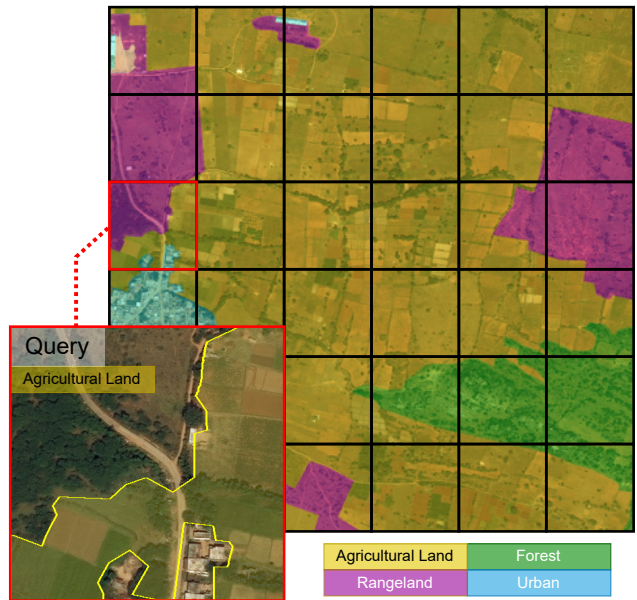 Query
Agricultural Land
Agricultural Land
Forest
Rangeland
Urban